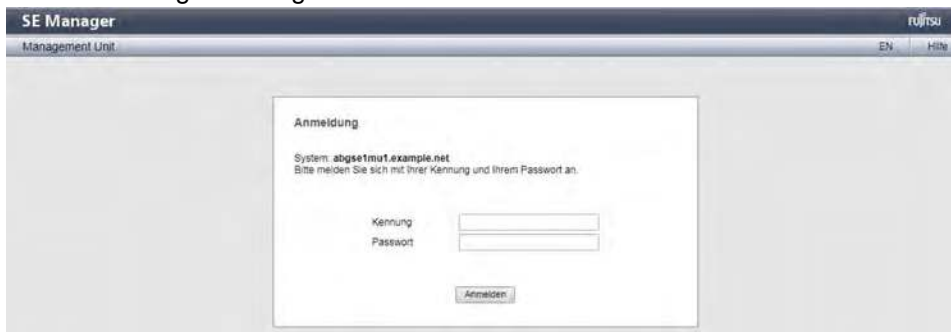 SE Manager FUJITSU
Management Unit EN Hilfe
Anmeldung
System: abgse1mu1.example.net
Bitte melden Sie sich mit Ihrer Kennung und Ihrem Passwort an.
Kennung
Passwort
Anmelden